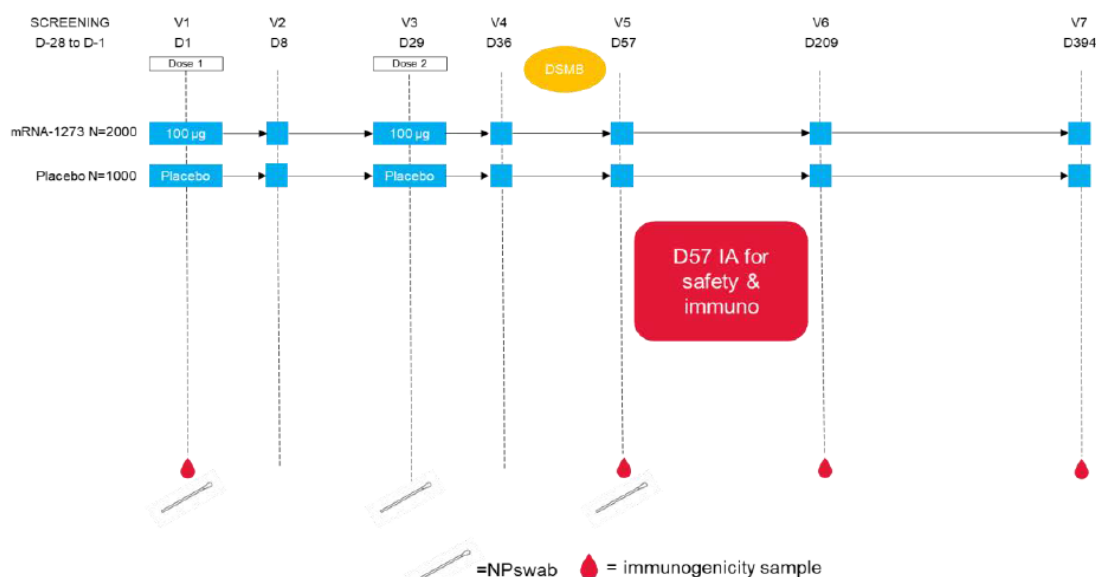 SCREENING V1 V2 V3 V4 V5 V6 V7
D-28 to D-1 D1 D8 D29 D36 D57 D209 D394
Dose 1 Dose 2
DSMB
mRNA-1273 N=2000 100 µg 100 µg
Placebo N=1000 Placebo Placebo
D57 IA for
safety &
immuno
=NPswab = immunogenicity sample